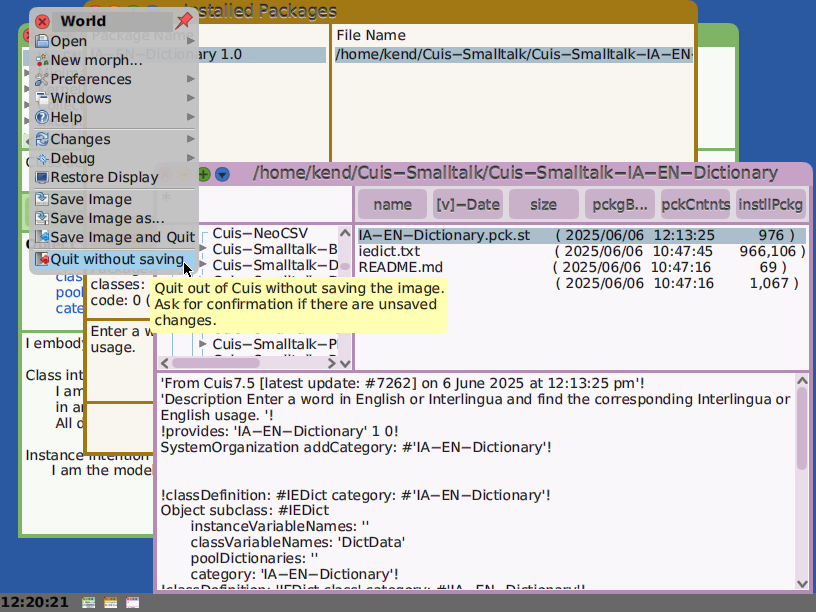 World
Open
New morph...
Preferences
Windows
Help
Changes
Debug
Restore Display
Save Image
Save Image as...
Save Image and Quit
Quit without saving
Installed Packages
Package Name
File Name
IA-EN-Dictionary 1.0
/home/kend/Cuis-Smalltalk/Cuis-Smalltalk-IA-EN-
/home/kend/Cuis-Smalltalk/Cuis-Smalltalk-IA-EN-Dictionary
*
name
[v]-Date
size
pckgB...
pckCntnts
instllPckg
Cuis-NeoCSV
Cuis-Smalltalk-B
Cuis-Smalltalk-D
Cuis-Smalltalk-P
IA-EN-Dictionary.pck.st ( 2025/06/06 12:13:25 976 )
iedict.txt ( 2025/06/06 10:47:45 966,106 )
README.md ( 2025/06/06 10:47:16 69 )
( 2025/06/06 10:47:16 1,067 )
Quit out of Cuis without saving the image.
Ask for confirmation if there are unsaved
changes.
clas
pool
cate
classes:
code: 0 (
Enter a w
usage.
I embody
Class int
I am
in ar
All d
Instance intention
I am the mode
'From Cuis7.5 [latest update: #7262] on 6 June 2025 at 12:13:25 pm'!
'Description Enter a word in English or Interlingua and find the corresponding Interlingua or
English usage. '!
!provides: 'IA-EN-Dictionary' 1 0!
SystemOrganization addCategory: #'IA-EN-Dictionary'!
!classDefinition: #IEDict category: #'IA-EN-Dictionary'!
Object subclass: #IEDict
instanceVariableNames: ''
classVariableNames: 'DictData'
poolDictionaries: ''
category: 'IA-EN-Dictionary'!
!classDefinition: 'IEDict class' category: #'IA-EN-Dictionary'!
12:20:21